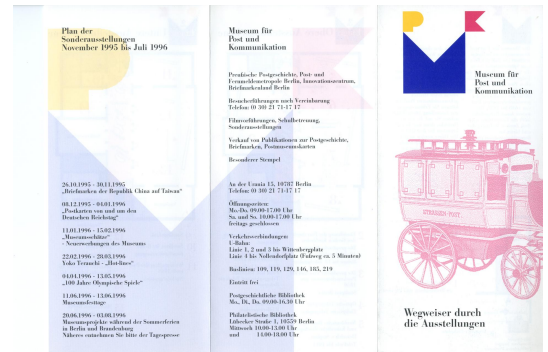 Plan der
Sonderausstellungen
November 1995 bis Juli 1996
26.10.1995 - 30.11.1995
„Briefmarken der Republik China auf Taiwan“
08.12.1995 - 04.01.1996
„Postkarten von und um den
Deutschen Reichstag“
11.01.1996 - 15.02.1996
„Museumsschätze“
- Neuerwerbungen des Museums
22.02.1996 - 28.03.1996
Yoko Terauchi - „Hot-lines“
04.04.1996 - 13.05.1996
„100 Jahre Olympische Spiele“
11.06.1996 - 13.06.1996
Museumsfesttage
20.06.1996 - 03.08.1996
Museumsprojekte während der Sommerferien
in Berlin und Brandenburg
Näheres entnehmen Sie bitte der Tagespresse
Museum für
Post und
Kommunikation
Preußische Postgeschichte, Post- und
Fernmeldemetropole Berlin, Innovationszentrum,
Briefmarkenland Berlin
Besucherführungen nach Vereinbarung
Telefon: (0 30) 21 71-17 17
Filmvorführungen, Schulbetreuung,
Sonderausstellungen
Verkauf von Publikationen zur Postgeschichte,
Briefmarken, Postmuseumskarten
Besonderer Stempel
An der Urania 15, 10787 Berlin
Telefon: (0 30) 21 71-17 17
Öffnungszeiten:
Mo.-Do. 09.00-17.00 Uhr
Sa. und So. 10.00-17.00 Uhr
freitags geschlossen
Verkehrsverbindungen:
U-Bahn:
Linie 1, 2 und 3 bis Wittenbergplatz
Linie 4 bis Nollendorfplatz (Fußweg ca. 5 Minuten)
Buslinien: 109, 119, 129, 146, 185, 219
Eintritt frei
Postgeschichtliche Bibliothek
Mo., Di., Do. 09.00-16.30 Uhr
Philatelistische Bibliothek
Lübecker Straße 1, 10559 Berlin
Mittwoch 10.00-13.00 Uhr
und 14.00-18.00 Uhr
Museum für
Post und
Kommunikation
STRASSEN-POST
Wegweiser durch
die Ausstellungen